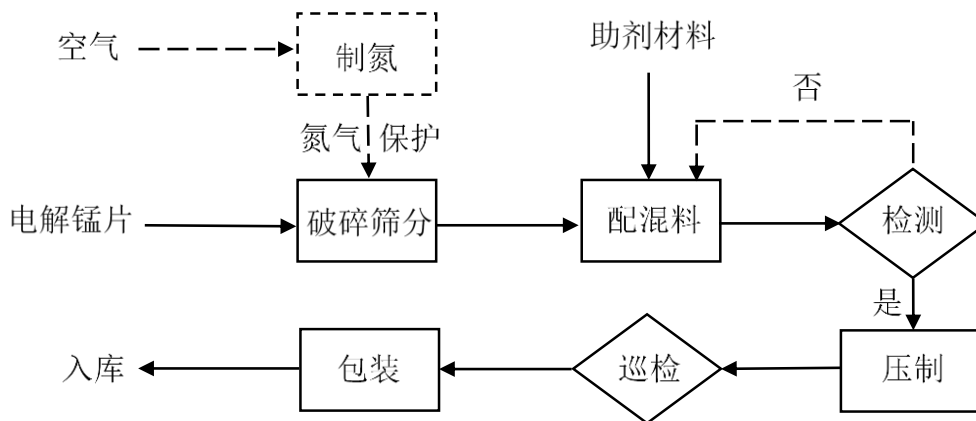 空气
制氮
助剂材料
否
氮气 保护
电解锰片
破碎筛分
配混料
检测
是
入库
包装
巡检
压制